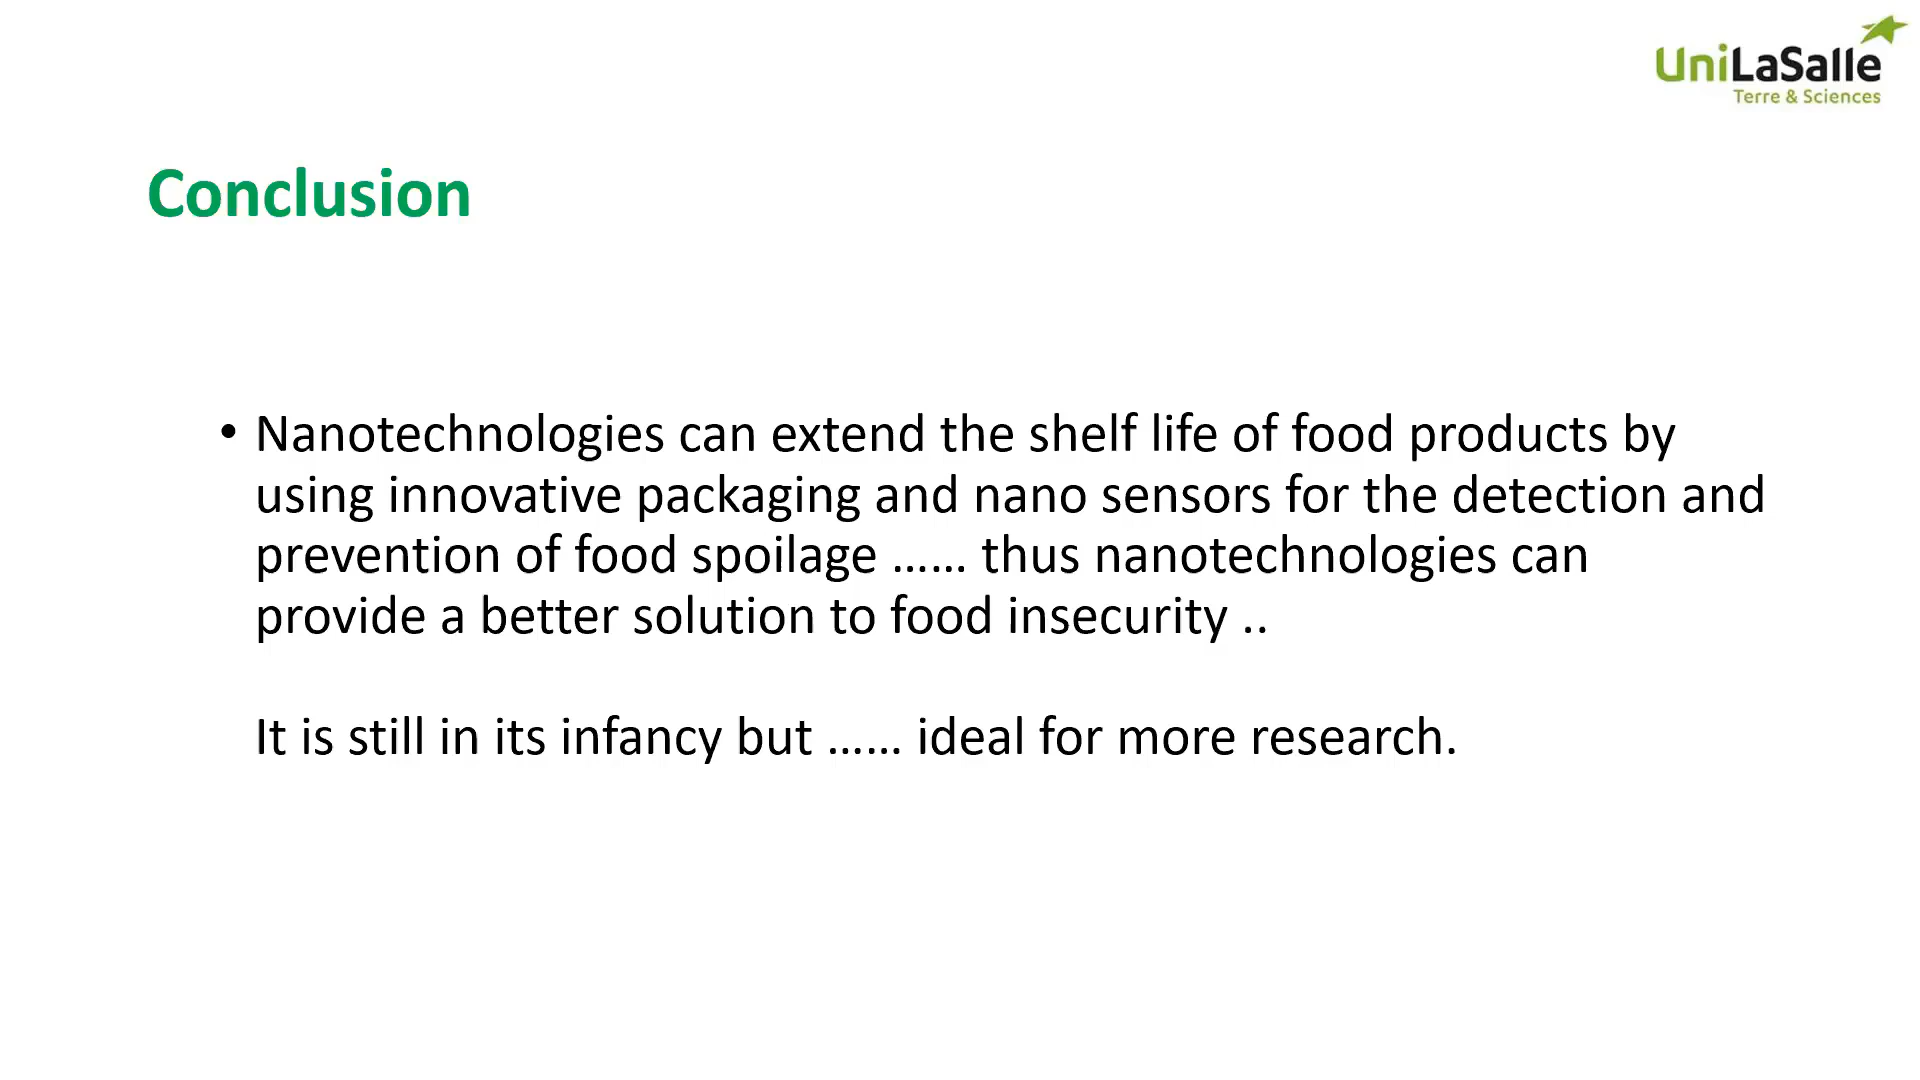 UniLaSalle
Terre & Sciences
Conclusion
• Nanotechnologies can extend the shelf life of food products by
using innovative packaging and nano sensors for the detection and
prevention of food spoilage …… thus nanotechnologies can
provide a better solution to food insecurity ..
It is still in its infancy but …… ideal for more research.